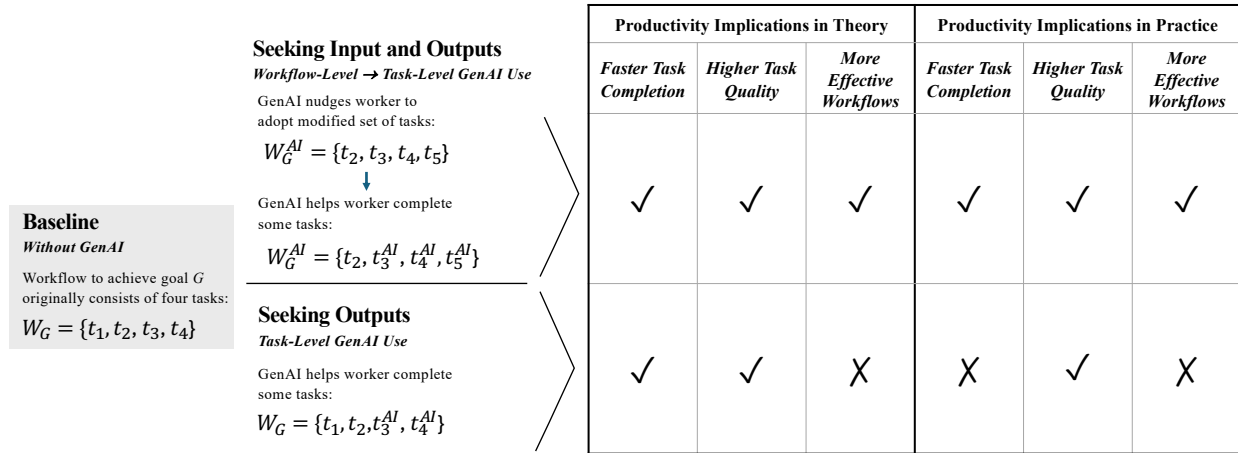 Baseline
Without GenAI
Workflow to achieve goal G
originally consists of four tasks:
W_G = {t_1, t_2, t_3, t_4}
Seeking Input and Outputs
Workflow-Level → Task-Level GenAI Use
GenAI nudges worker to
adopt modified set of tasks:
W_G^{AI} = {t_2, t_3, t_4, t_5}
GenAI helps worker complete
some tasks:
W_G^{AI} = {t_2, t_3^{AI}, t_4^{AI}, t_5^{AI}}
Seeking Outputs
Task-Level GenAI Use
GenAI helps worker complete
some tasks:
W_G = {t_1, t_2, t_3^{AI}, t_4^{AI}}
Productivity Implications in Theory
Productivity Implications in Practice
Faster Task
Completion
Higher Task
Quality
More
Effective
Workflows
Faster Task
Completion
Higher Task
Quality
More
Effective
Workflows
✓ ✓ ✓ ✓ ✓ ✓
✓ ✓ ✗ ✗ ✓ ✗